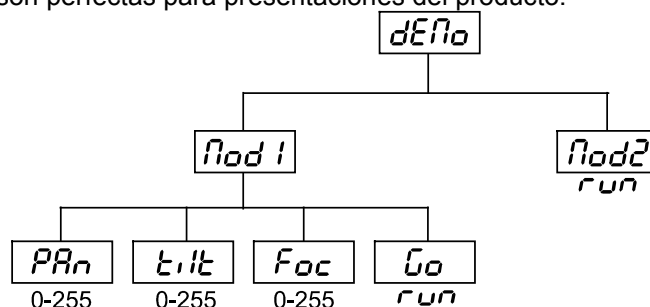 son perfectas para presentaciones del producto.
dEMo
Mod1 Mod2
run
PAn tilt Foc Go
0-255 0-255 0-255 run